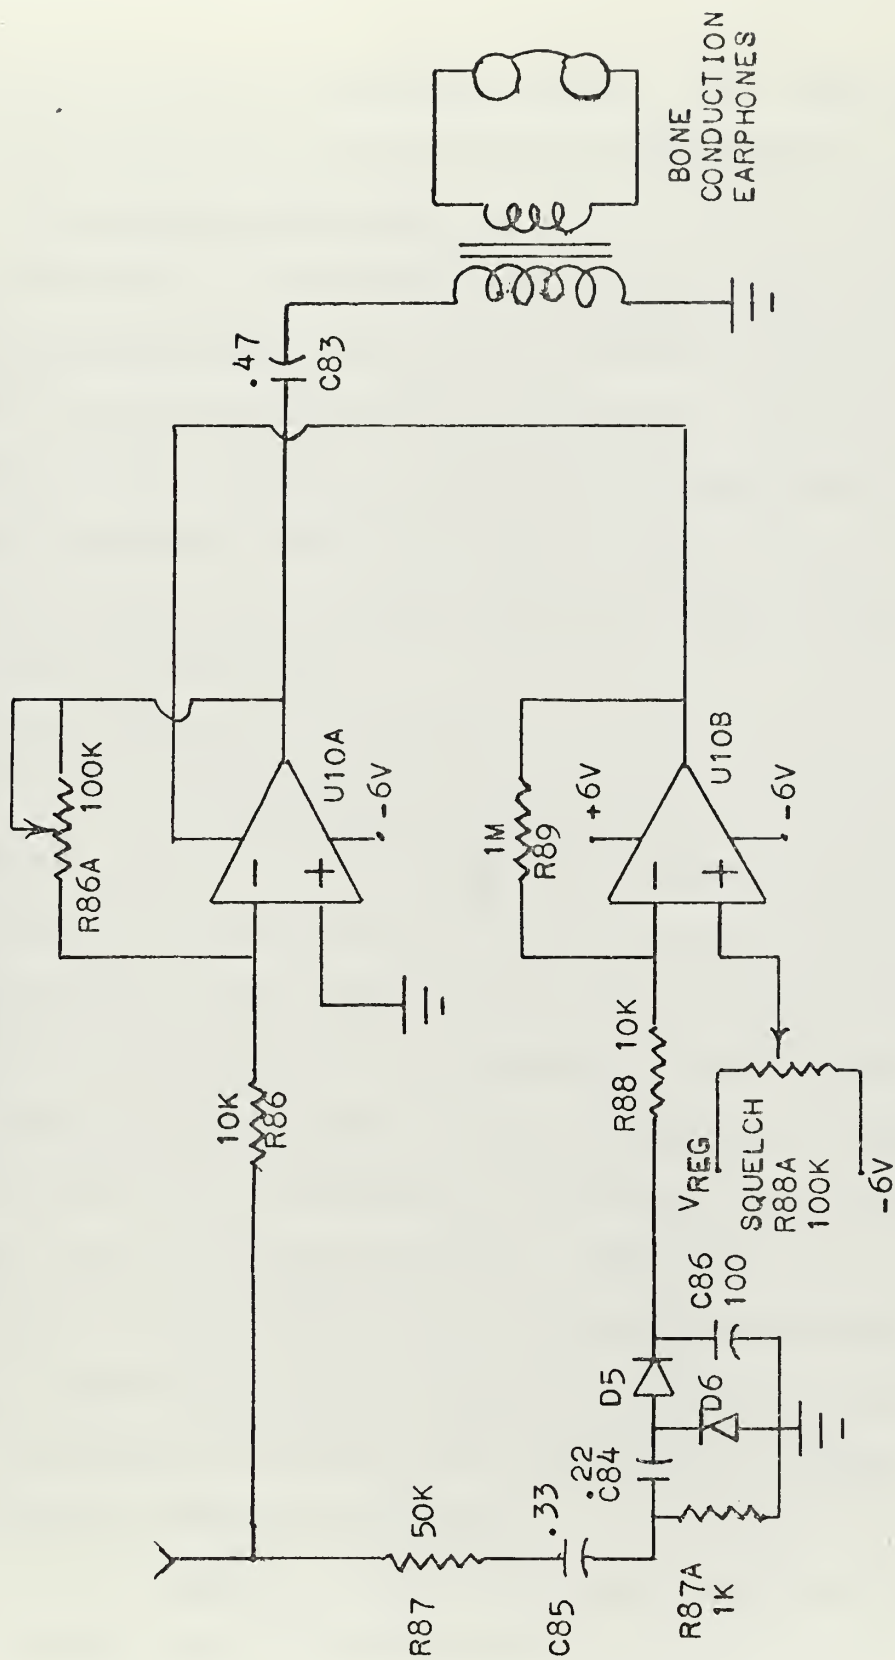 R86A
100K
10K
R86
−
+
U10A
-6V
.47
C83
BONE
CONDUCTION
EARPHONES
R87
50K
C85
.33
R87A
1K
.22
C84
D5
D6
C86
100
R88 10K
1M
R89
+6V
−
+
U10B
-6V
VREG
SQUELCH
R88A
100K
-6V